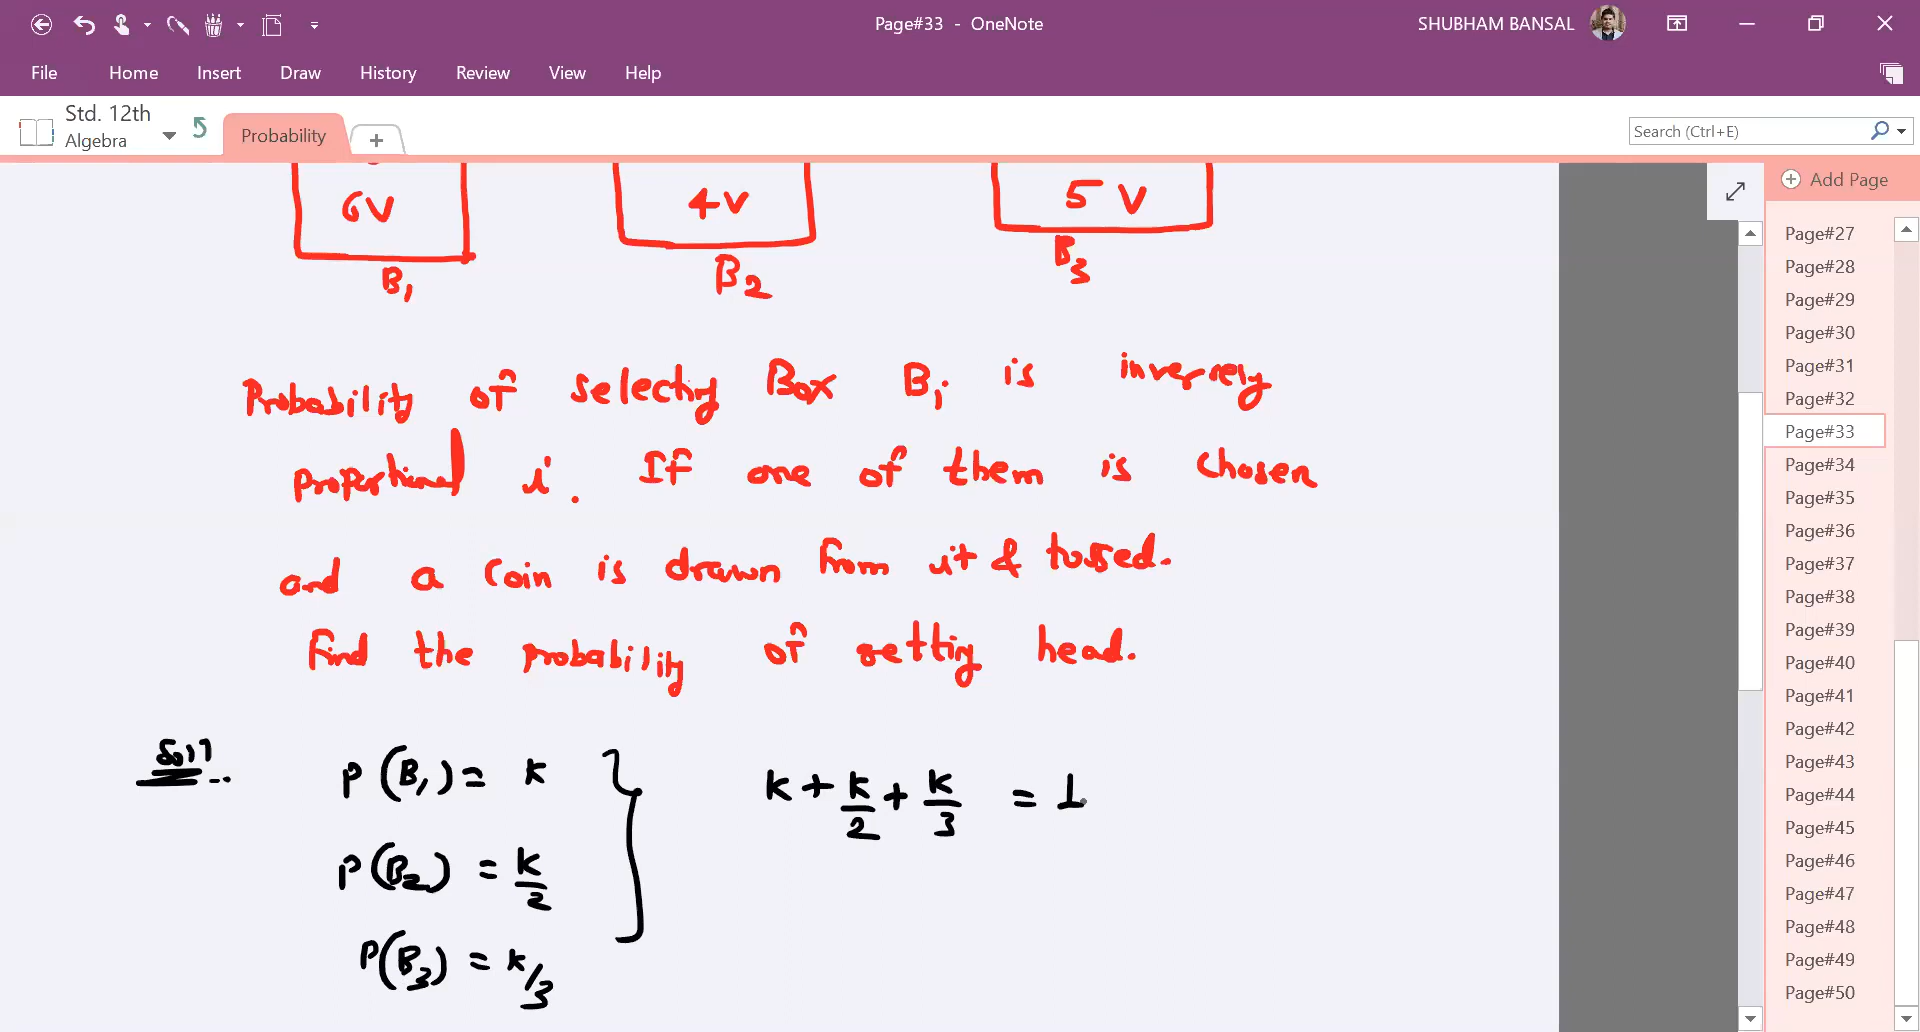 Page#33 - OneNote
SHUBHAM BANSAL
File Home Insert Draw History Review View Help
Std. 12th
Algebra
Probability
Search (Ctrl+E)
Add Page
6V
4V
5 V
B1
B2
B3
Probability of selecting Box Bi is inversely
proportional i. If one of them is chosen
and a coin is drawn from it & tossed.
find the probability of getting head.
Soln
P(B1) = K
K + K/2 + K/3 = 1
P(B2) = K/2
P(B3) = K/3
Page#27
Page#28
Page#29
Page#30
Page#31
Page#32
Page#33
Page#34
Page#35
Page#36
Page#37
Page#38
Page#39
Page#40
Page#41
Page#42
Page#43
Page#44
Page#45
Page#46
Page#47
Page#48
Page#49
Page#50